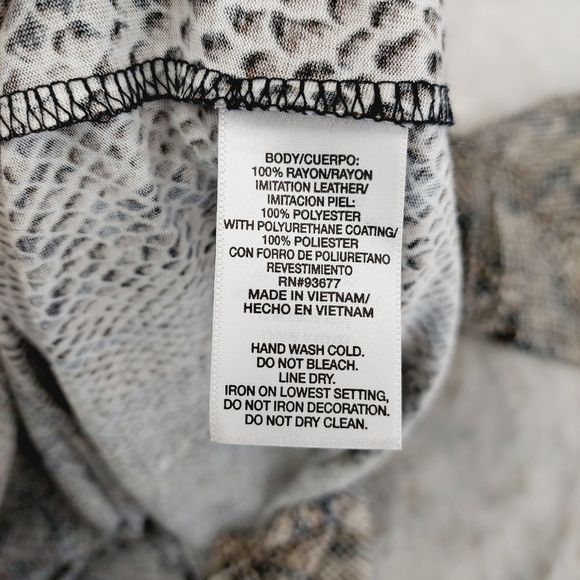 BODY/CUERPO:
100% RAYON/RAYON
IMITATION LEATHER/
IMITACION PIEL:
100% POLYESTER
WITH POLYURETHANE COATING/
100% POLIESTER
CON FORRO DE POLIURETANO
REVESTIMIENTO
RN#93677
MADE IN VIETNAM/
HECHO EN VIETNAM
HAND WASH COLD.
DO NOT BLEACH.
LINE DRY.
IRON ON LOWEST SETTING,
DO NOT IRON DECORATION.
DO NOT DRY CLEAN.